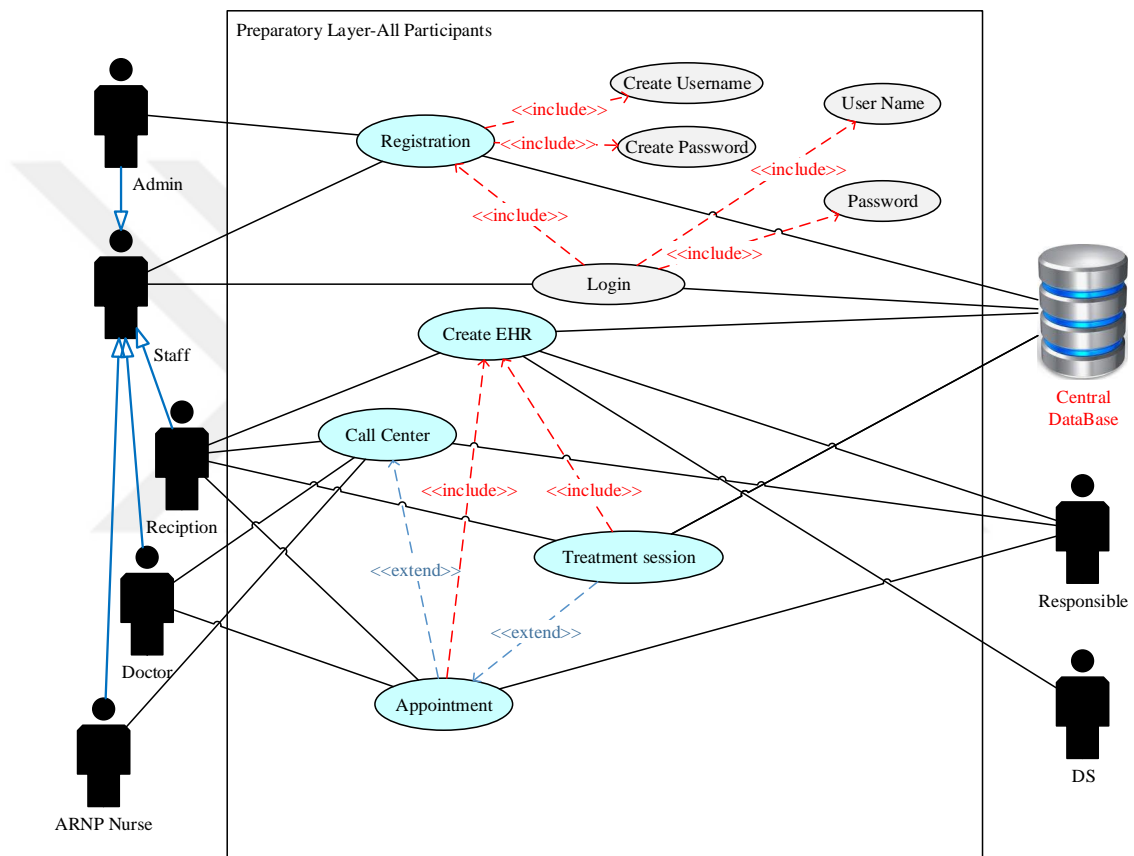 Preparatory Layer-All Participants
Create Username
<<include>>
User Name
Registration
<<include>>
Create Password
<<include>>
Admin
Password
<<include>>
<<include>>
Login
Create EHR
Staff
Central
DataBase
Call Center
<<include>>
<<include>>
Reciption
Treatment session
<<extend>>
Responsible
<<extend>>
Doctor
Appointment
DS
ARNP Nurse